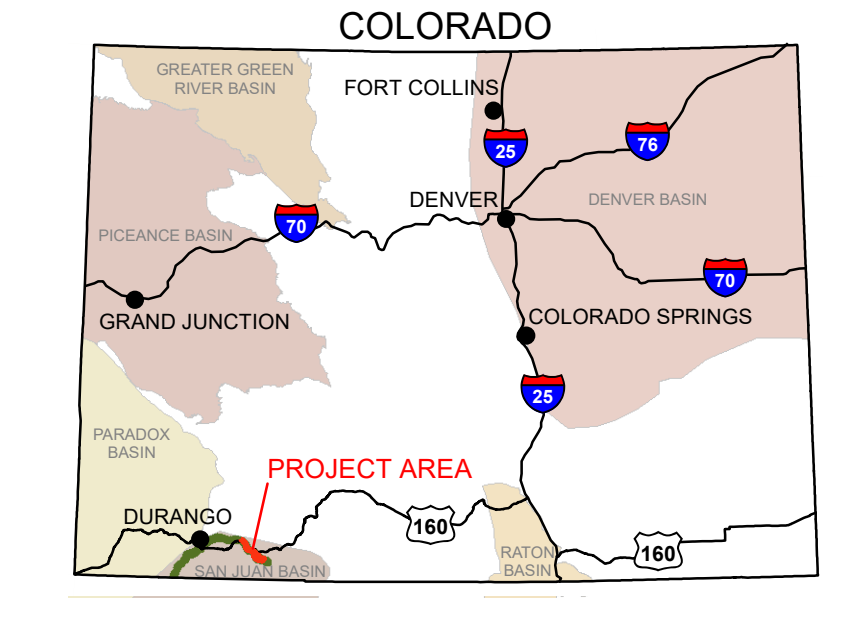 COLORADO
GREATER GREEN
RIVER BASIN
FORT COLLINS
25
76
DENVER
DENVER BASIN
70
PICEANCE BASIN
70
GRAND JUNCTION
COLORADO SPRINGS
25
PARADOX
BASIN
PROJECT AREA
DURANGO
160
160
RATON
BASIN
SAN JUAN BASIN